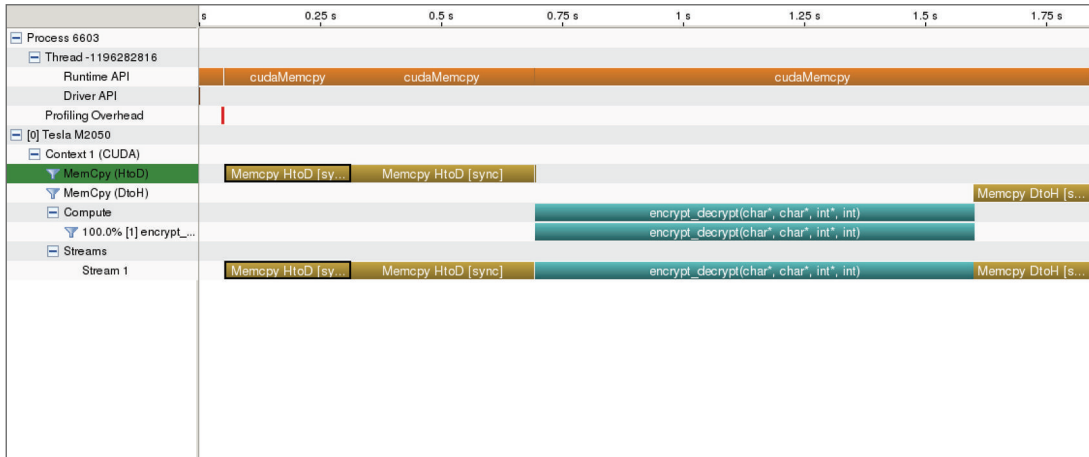 s 0.25 s 0.5 s 0.75 s 1 s 1.25 s 1.5 s 1.75 s
Process 6603
Thread -1196282816
Runtime API cudaMemcpy cudaMemcpy cudaMemcpy
Driver API
Profiling Overhead
[0] Tesla M2050
Context 1 (CUDA)
MemCpy (HtoD) Memcpy HtoD [sy... Memcpy HtoD [sync]
MemCpy (DtoH) Memcpy DtoH [s...
Compute encrypt_decrypt(char*, char*, int*, int)
100.0% [1] encrypt_... encrypt_decrypt(char*, char*, int*, int)
Streams
Stream 1 Memcpy HtoD [sy... Memcpy HtoD [sync] encrypt_decrypt(char*, char*, int*, int) Memcpy DtoH [s...